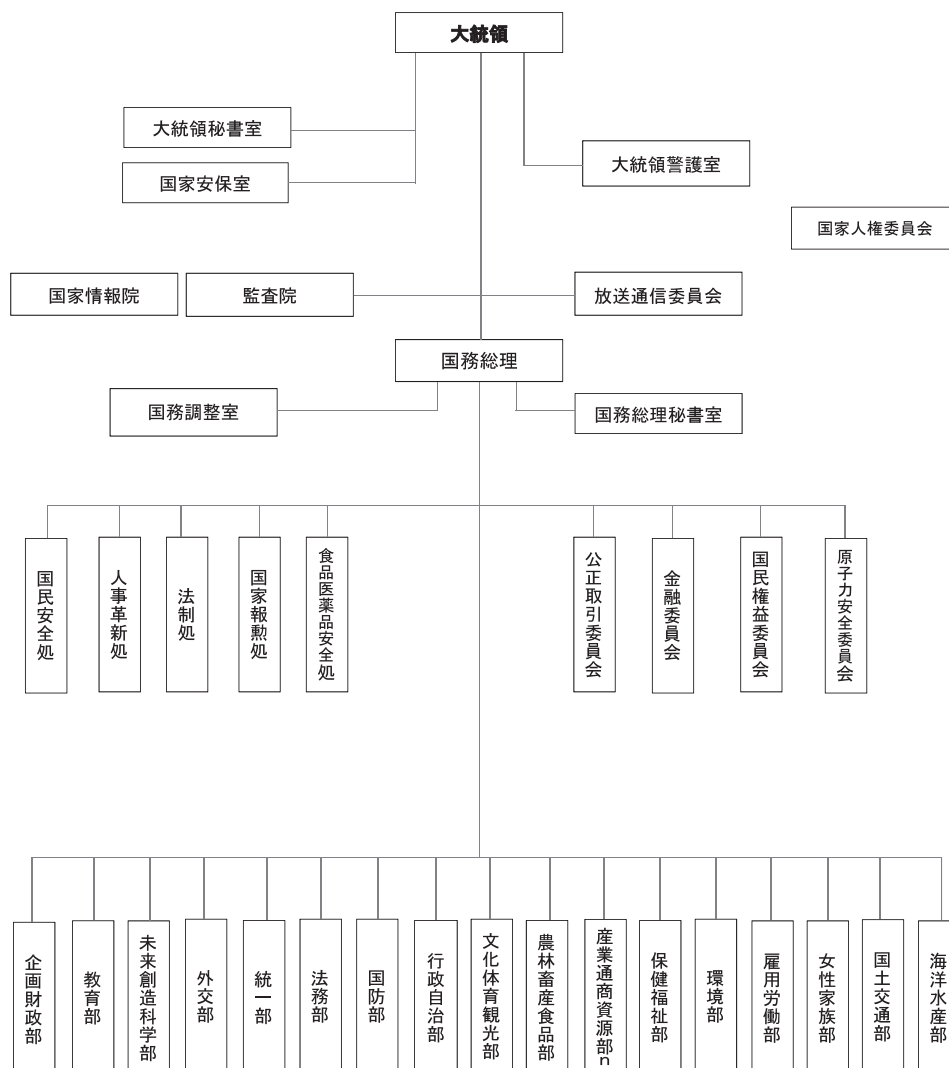 大統領
大統領秘書室
大統領警護室
国家安保室
国家人権委員会
国家情報院
監査院
放送通信委員会
国務総理
国務調整室
国務総理秘書室
国民安全処
人事革新処
法制処
国家報勲処
食品医薬品安全処
公正取引委員会
金融委員会
国民権益委員会
原子力安全委員会
企画財政部
教育部
未来創造科学部
外交部
統一部
法務部
国防部
行政自治部
文化体育観光部
農林畜産食品部
産業通商資源部n
保健福祉部
環境部
雇用労働部
女性家族部
国土交通部
海洋水産部